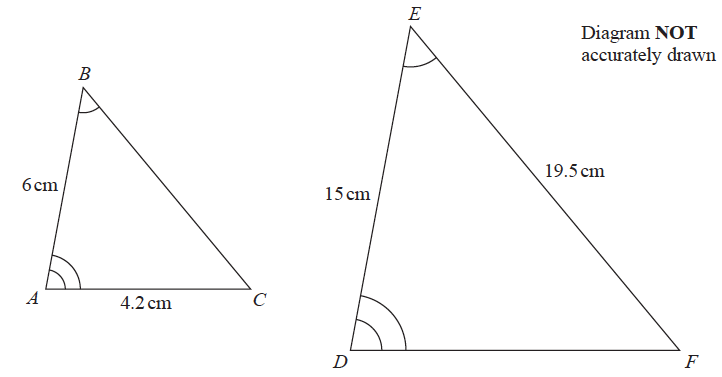 E
Diagram NOT
accurately drawn
B
19.5 cm
6 cm
15 cm
A
4.2 cm
C
D
F